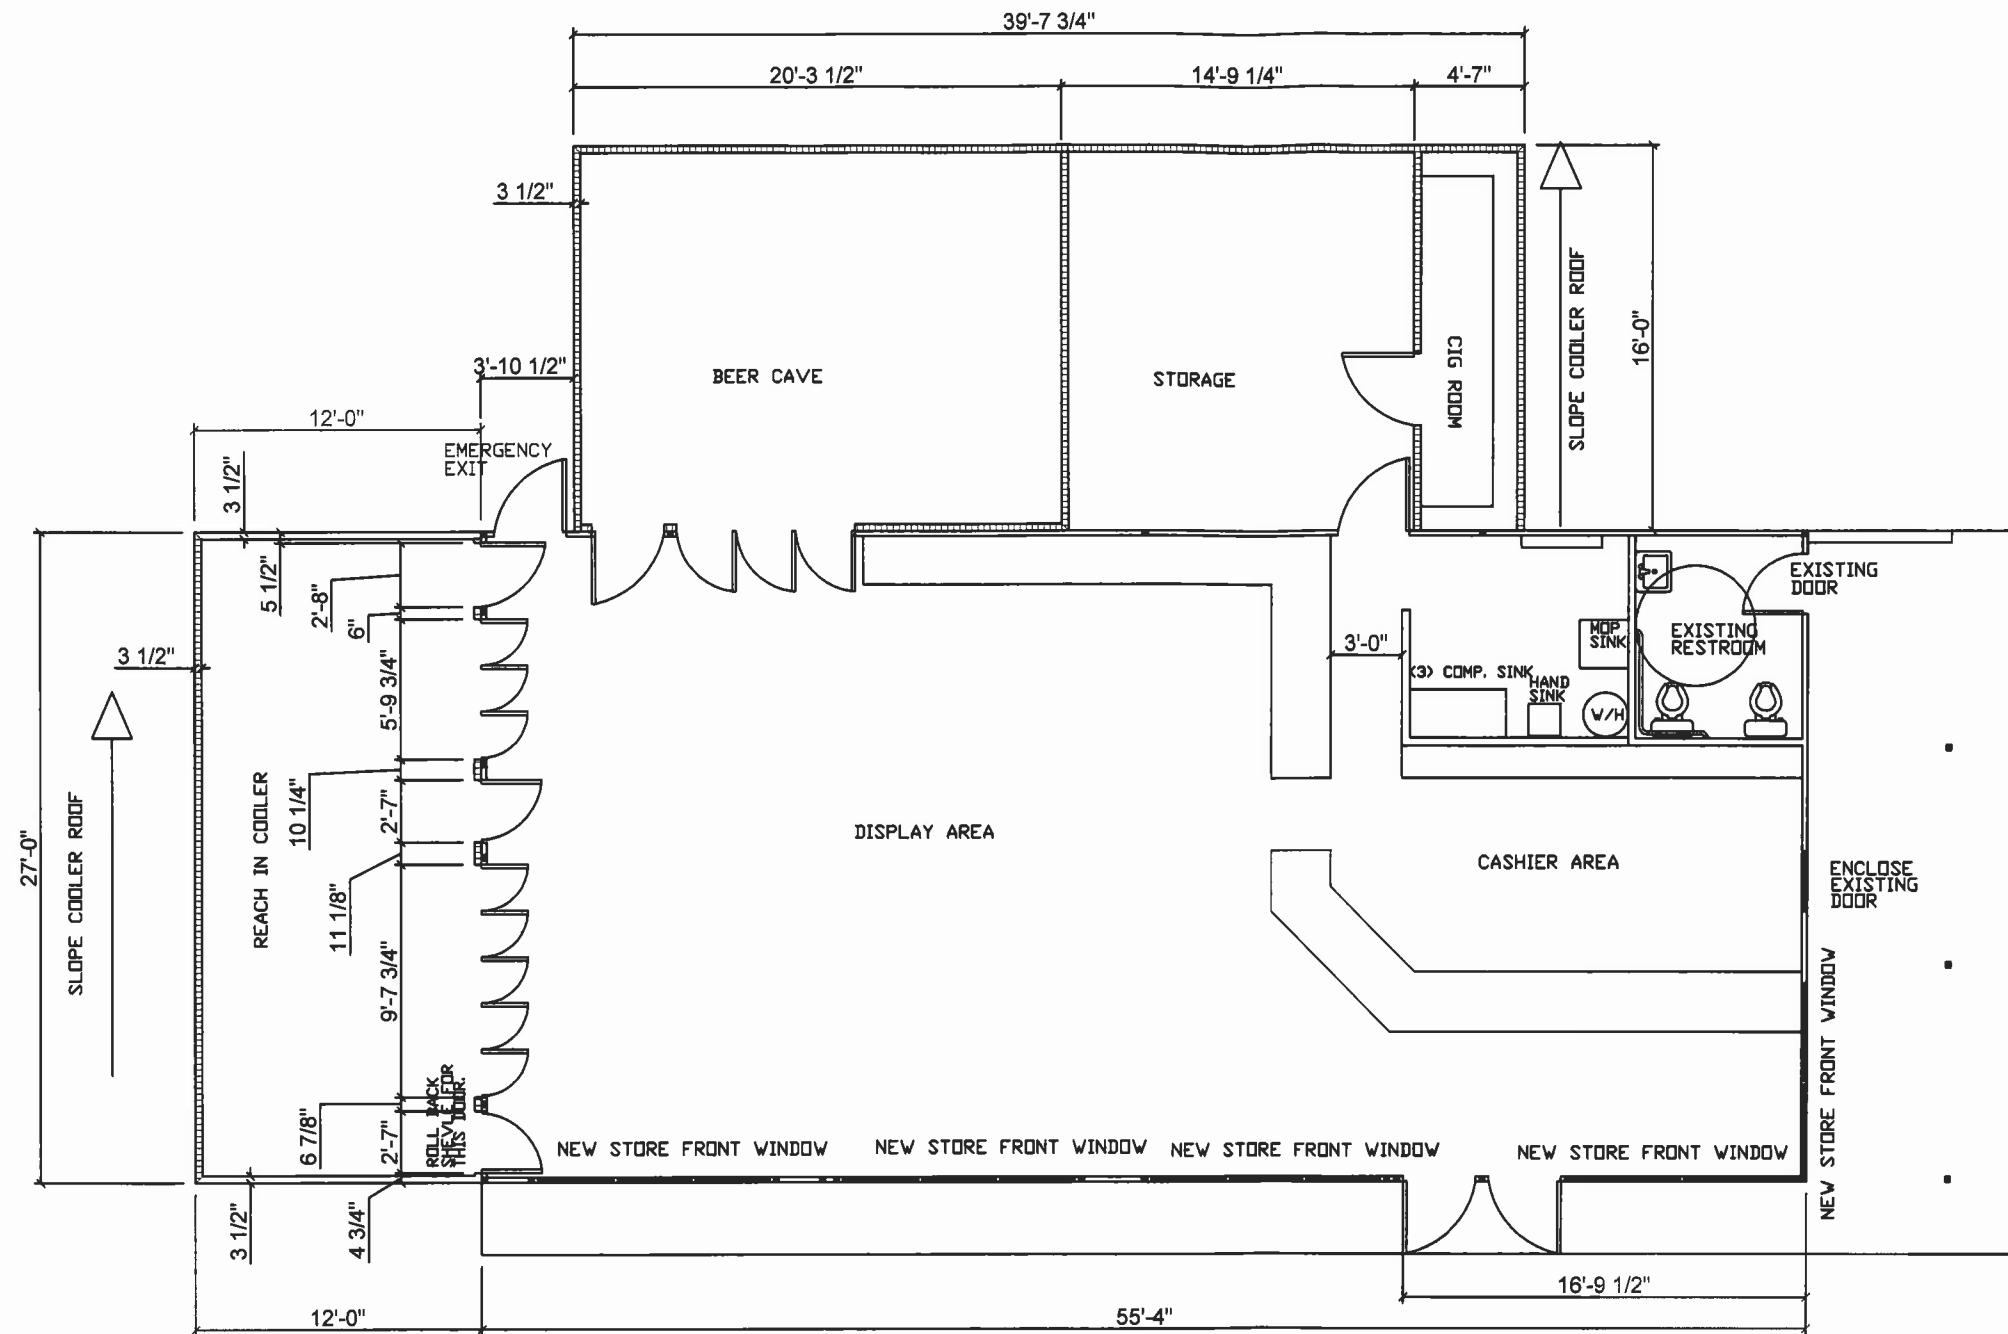 39'-7 3/4"
20'-3 1/2"
14'-9 1/4"
4'-7"
3 1/2"
SLOPE COOLER ROOF
16'-0"
3'-10 1/2"
BEER CAVE
STORAGE
CIG ROOM
12'-0"
EMERGENCY
EXIT
3 1/2"
5 1/2"
2'-8"
6"
EXISTING
DOOR
MOP
SINK
EXISTING
RESTROOM
3'-0"
3 1/2"
5'-9 3/4"
(3) COMP. SINK
HAND
SINK
W/H
27'-0"
SLOPE COOLER ROOF
REACH IN COOLER
10 1/4"
2'-7"
11 1/8"
DISPLAY AREA
CASHIER AREA
ENCLOSE
EXISTING
DOOR
9'-7 3/4"
NEW STORE FRONT WINDOW
6 7/8"
2'-7"
ROLL BACK
SHEVLE FOR
THIS DOOR.
NEW STORE FRONT WINDOW
NEW STORE FRONT WINDOW
NEW STORE FRONT WINDOW
NEW STORE FRONT WINDOW
3 1/2"
4 3/4"
16'-9 1/2"
12'-0"
55'-4"